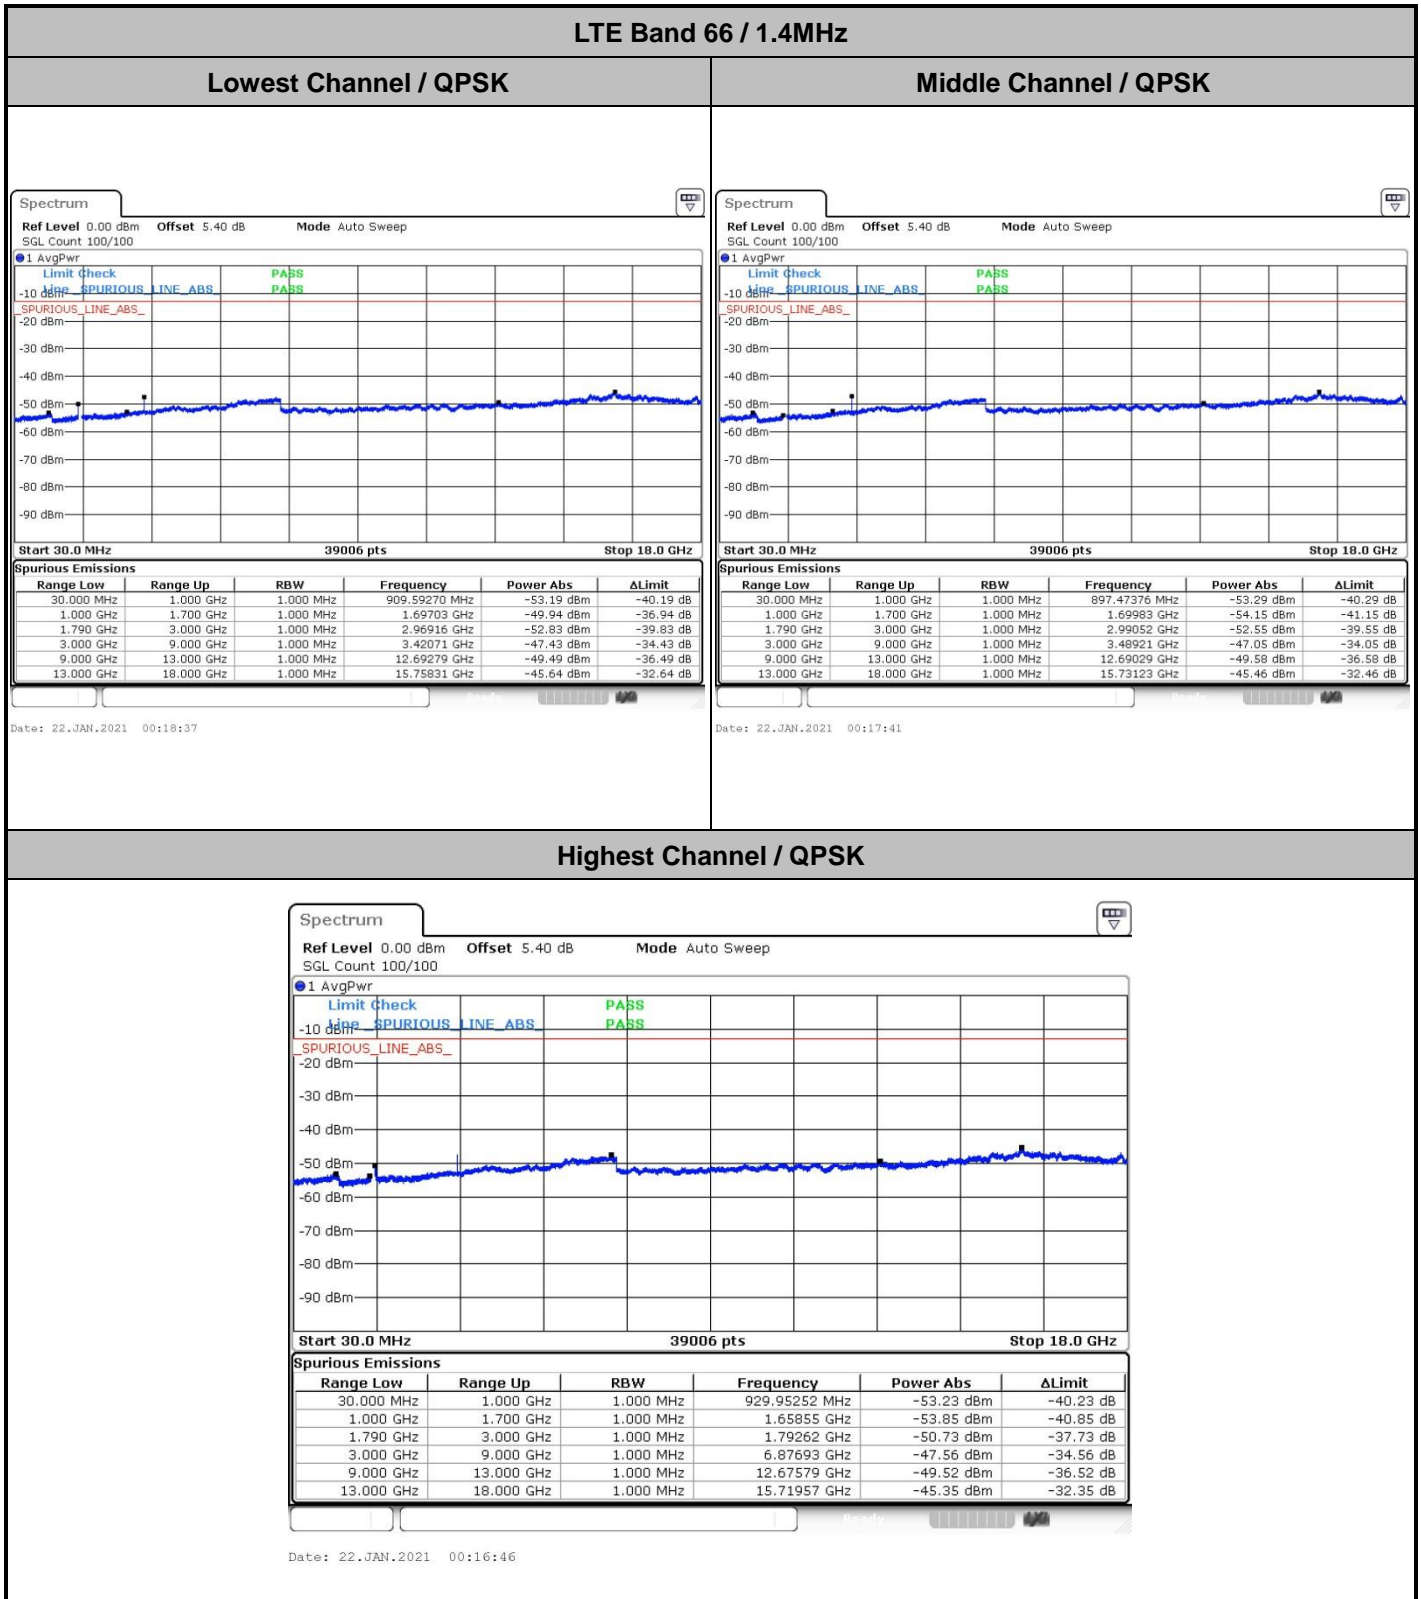 LTE Band 66 / 1.4MHz
Lowest Channel / QPSK
Spectrum
Ref Level 0.00 dBm Offset 5.40 dB Mode Auto Sweep
SGL Count 100/100
1 AvgPwr
Limit Check PASS
Line _SPURIOUS_LINE_ABS_ PASS
-10 dBm
_SPURIOUS_LINE_ABS_
-20 dBm
-30 dBm
-40 dBm
-50 dBm
-60 dBm
-70 dBm
-80 dBm
-90 dBm
Start 30.0 MHz 39006 pts Stop 18.0 GHz
Spurious Emissions
Range Low Range Up RBW Frequency Power Abs ΔLimit
30.000 MHz 1.000 GHz 1.000 MHz 909.59270 MHz -53.19 dBm -40.19 dB
1.000 GHz 1.700 GHz 1.000 MHz 1.69703 GHz -49.94 dBm -36.94 dB
1.790 GHz 3.000 GHz 1.000 MHz 2.96916 GHz -52.83 dBm -39.83 dB
3.000 GHz 9.000 GHz 1.000 MHz 3.42071 GHz -47.43 dBm -34.43 dB
9.000 GHz 13.000 GHz 1.000 MHz 12.69279 GHz -49.49 dBm -36.49 dB
13.000 GHz 18.000 GHz 1.000 MHz 15.75831 GHz -45.64 dBm -32.64 dB
Date: 22.JAN.2021 00:18:37
Middle Channel / QPSK
Spectrum
Ref Level 0.00 dBm Offset 5.40 dB Mode Auto Sweep
SGL Count 100/100
1 AvgPwr
Limit Check PASS
Line _SPURIOUS_LINE_ABS_ PASS
-10 dBm
_SPURIOUS_LINE_ABS_
-20 dBm
-30 dBm
-40 dBm
-50 dBm
-60 dBm
-70 dBm
-80 dBm
-90 dBm
Start 30.0 MHz 39006 pts Stop 18.0 GHz
Spurious Emissions
Range Low Range Up RBW Frequency Power Abs ΔLimit
30.000 MHz 1.000 GHz 1.000 MHz 897.47376 MHz -53.29 dBm -40.29 dB
1.000 GHz 1.700 GHz 1.000 MHz 1.69983 GHz -54.15 dBm -41.15 dB
1.790 GHz 3.000 GHz 1.000 MHz 2.99052 GHz -52.55 dBm -39.55 dB
3.000 GHz 9.000 GHz 1.000 MHz 3.48921 GHz -47.05 dBm -34.05 dB
9.000 GHz 13.000 GHz 1.000 MHz 12.69029 GHz -49.58 dBm -36.58 dB
13.000 GHz 18.000 GHz 1.000 MHz 15.73123 GHz -45.46 dBm -32.46 dB
Date: 22.JAN.2021 00:17:41
Highest Channel / QPSK
Spectrum
Ref Level 0.00 dBm Offset 5.40 dB Mode Auto Sweep
SGL Count 100/100
1 AvgPwr
Limit Check PASS
Line _SPURIOUS_LINE_ABS_ PASS
-10 dBm
_SPURIOUS_LINE_ABS_
-20 dBm
-30 dBm
-40 dBm
-50 dBm
-60 dBm
-70 dBm
-80 dBm
-90 dBm
Start 30.0 MHz 39006 pts Stop 18.0 GHz
Spurious Emissions
Range Low Range Up RBW Frequency Power Abs ΔLimit
30.000 MHz 1.000 GHz 1.000 MHz 929.95252 MHz -53.23 dBm -40.23 dB
1.000 GHz 1.700 GHz 1.000 MHz 1.65855 GHz -53.85 dBm -40.85 dB
1.790 GHz 3.000 GHz 1.000 MHz 1.79262 GHz -50.73 dBm -37.73 dB
3.000 GHz 9.000 GHz 1.000 MHz 6.87693 GHz -47.56 dBm -34.56 dB
9.000 GHz 13.000 GHz 1.000 MHz 12.67579 GHz -49.52 dBm -36.52 dB
13.000 GHz 18.000 GHz 1.000 MHz 15.71957 GHz -45.35 dBm -32.35 dB
Ready
Date: 22.JAN.2021 00:16:46